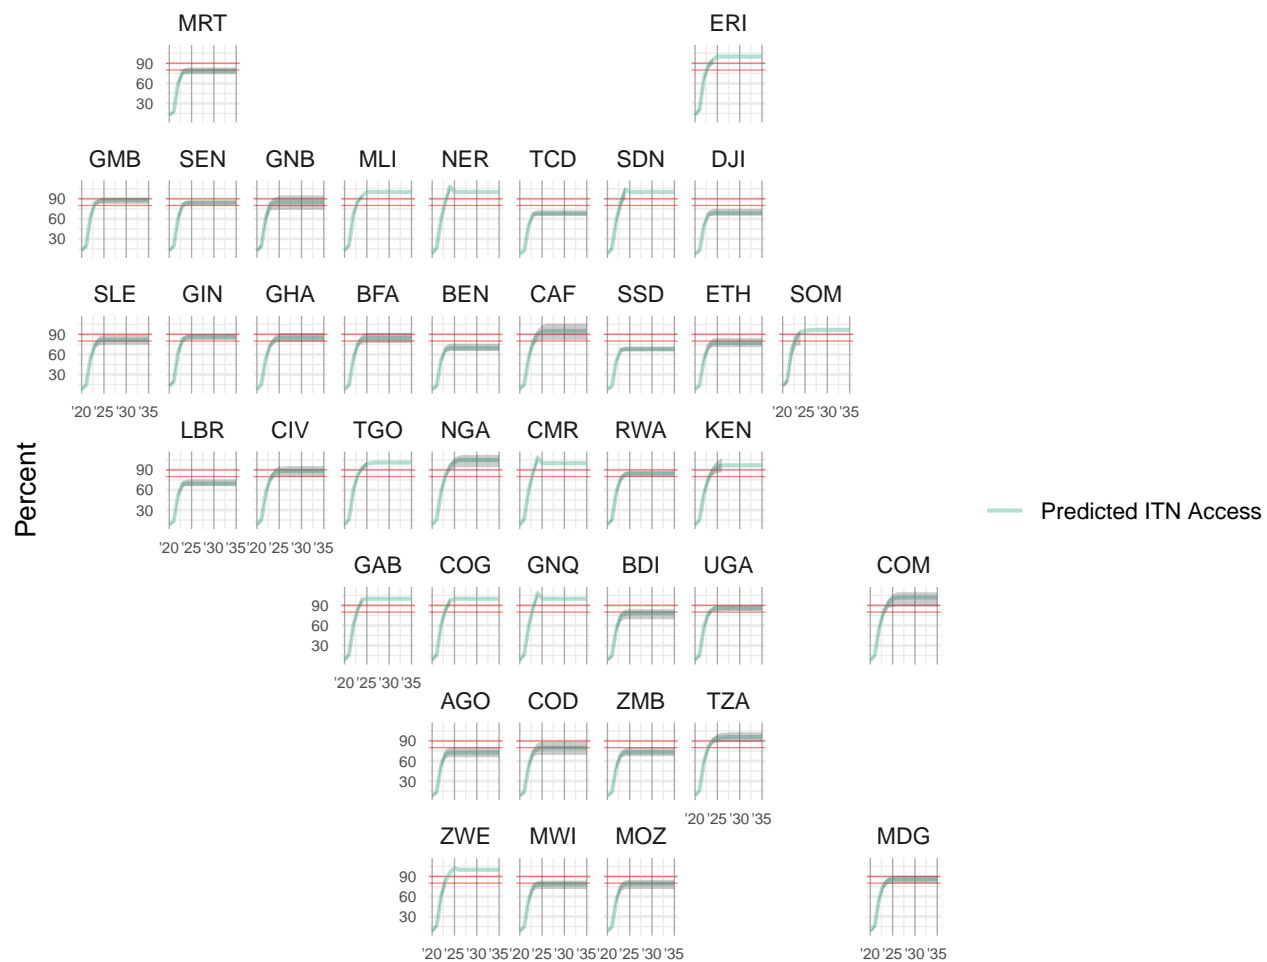 MRT ERI
90
60
30
GMB SEN GNB MLI NER TCD SDN DJI
90
60
30
SLE GIN GHA BFA BEN CAF SSD ETH SOM
90
60
30
'20 '25 '30 '35 '20 '25 '30 '35
LBR CIV TGO NGA CMR RWA KEN
90
60
30
'20 '25 '30 '35 '20 '25 '30 '35
GAB COG GNQ BDI UGA COM
90
60
30
'20 '25 '30 '35
AGO COD ZMB TZA
90
60
30
'20 '25 '30 '35
ZWE MWI MOZ MDG
90
60
30
'20 '25 '30 '35 '20 '25 '30 '35 '20 '25 '30 '35 '20 '25 '30 '35
Percent
Predicted ITN Access